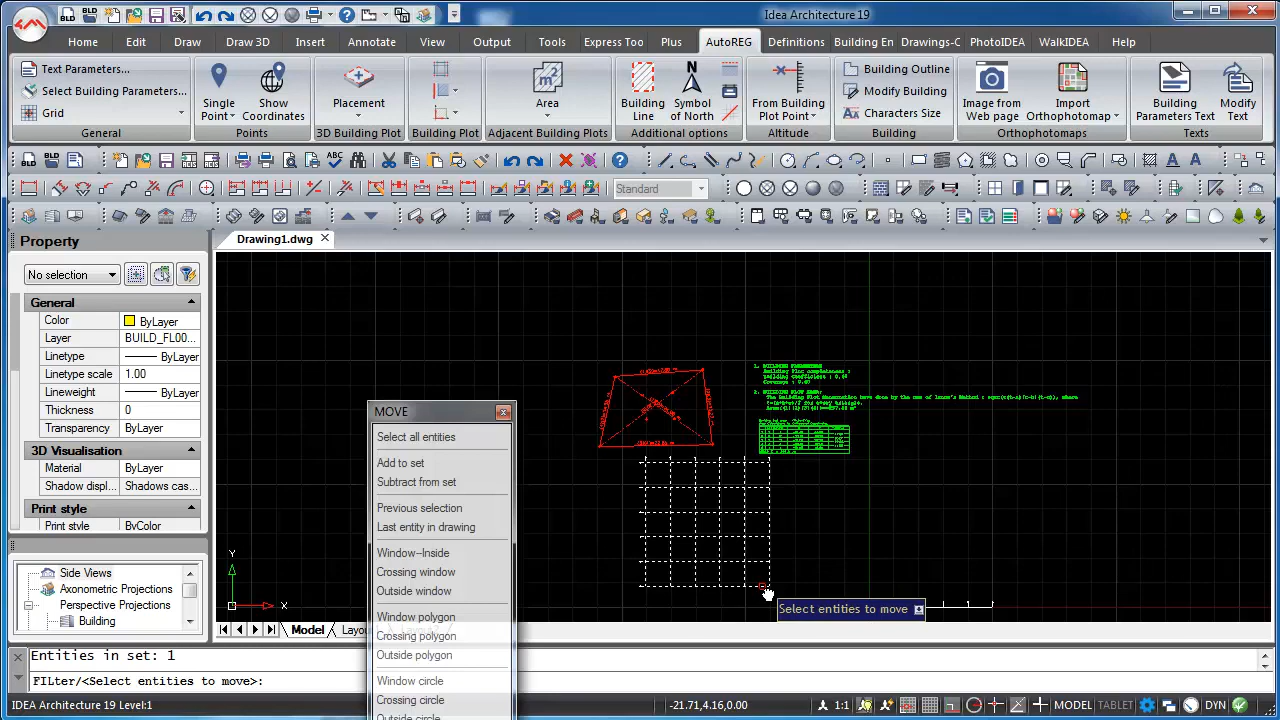 BLD
BLD
Idea Architecture 19
Home
Edit
Draw
Draw 3D
Insert
Annotate
View
Output
Tools
Express Too
Plus
AutoREG
Definitions
Building En
Drawings-C
PhotoIDEA
WalkIDEA
Help
Text Parameters...
Select Building Parameters...
Grid
General
Single
Point
Show
Coordinates
Points
Placement
3D Building Plot
Building Plot
m²
Area
Adjacent Building Plots
Building
Line
N
Symbol
of North
Additional options
From Building
Plot Point
Altitude
Building Outline
Modify Building
Characters Size
Building
Image from
Web page
Import
Orthophotomap
Orthophotomaps
Building
Parameters Text
Modify
Text
Texts
BLD
ABC
A
A
Standard
Property
Drawing1.dwg
No selection
General
Color
ByLayer
Layer
BUILD_FL00...
Linetype
ByLayer
Linetype scale
1.00
Lineweight
ByLayer
Thickness
0
Transparency
ByLayer
3D Visualisation
Material
ByLayer
Shadow displ...
Shadows cas...
Print style
Print style
ByColor
Side Views
Axonometric Projections
Perspective Projections
Building
Y
X
MOVE
Select all entities
Add to set
Subtract from set
Previous selection
Last entity in drawing
Window-Inside
Crossing window
Outside window
Window polygon
Crossing polygon
Outside polygon
Window circle
Crossing circle
Outside circle
Select entities to move
Model
Entities in set: 1
FILter/<Select entities to move>:
IDEA Architecture 19 Level:1
-21.71,4.16,0.00
1:1
MODEL
TABLET
DYN